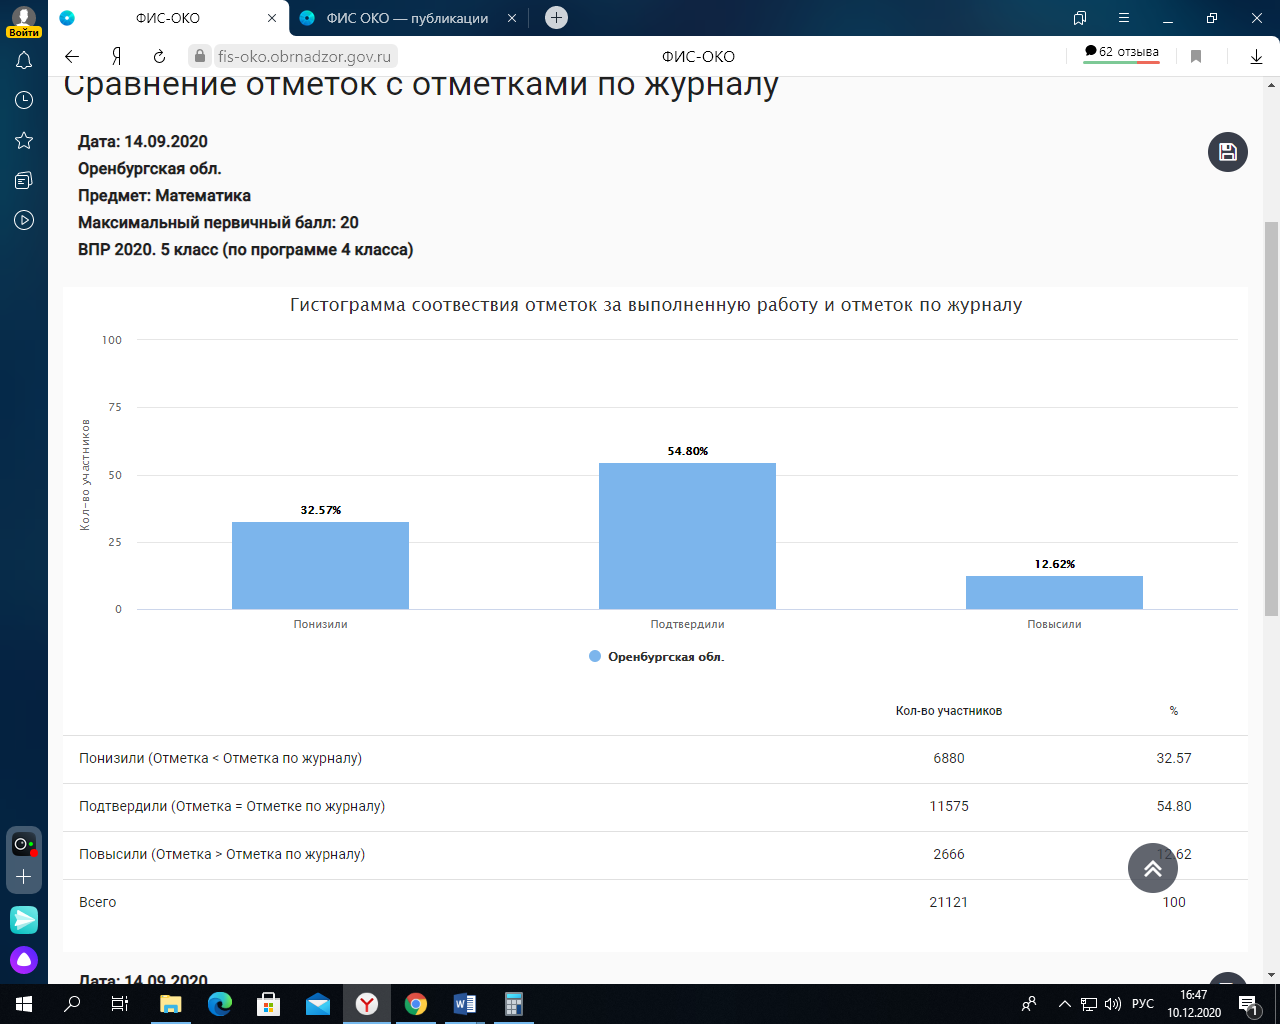 Войти
ФИС-ОКО
ФИС ОКО — публикации
Я
fis-oko.obrnadzor.gov.ru
ФИС-ОКО
62 отзыва
Сравнение отметок с отметками по журналу
Дата: 14.09.2020
Оренбургская обл.
Предмет: Математика
Максимальный первичный балл: 20
ВПР 2020. 5 класс (по программе 4 класса)
Гистограмма соотвествия отметок за выполненную работу и отметок по журналу
Кол-во участников
100
75
50
25
0
32.57%
54.80%
12.62%
Понизили
Подтвердили
Повысили
Оренбургская обл.
Кол-во участников %
Понизили (Отметка < Отметка по журналу) 6880 32.57
Подтвердили (Отметка = Отметке по журналу) 11575 54.80
Повысили (Отметка > Отметка по журналу) 2666 12.62
Всего 21121 100
Дата: 14.09.2020
РУС
16:47
10.12.2020
1